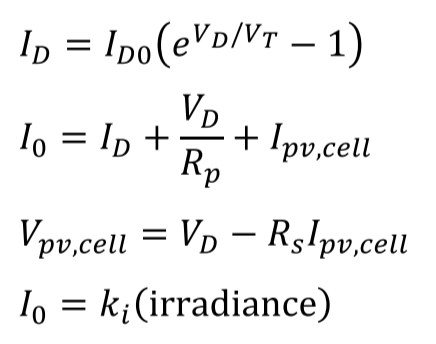 I_D = I_{D0}(e^{V_D/V_T} − 1)
I_0 = I_D + \frac{V_D}{R_p} + I_{pv,cell}
V_{pv,cell} = V_D − R_s I_{pv,cell}
I_0 = k_i(irradiance)